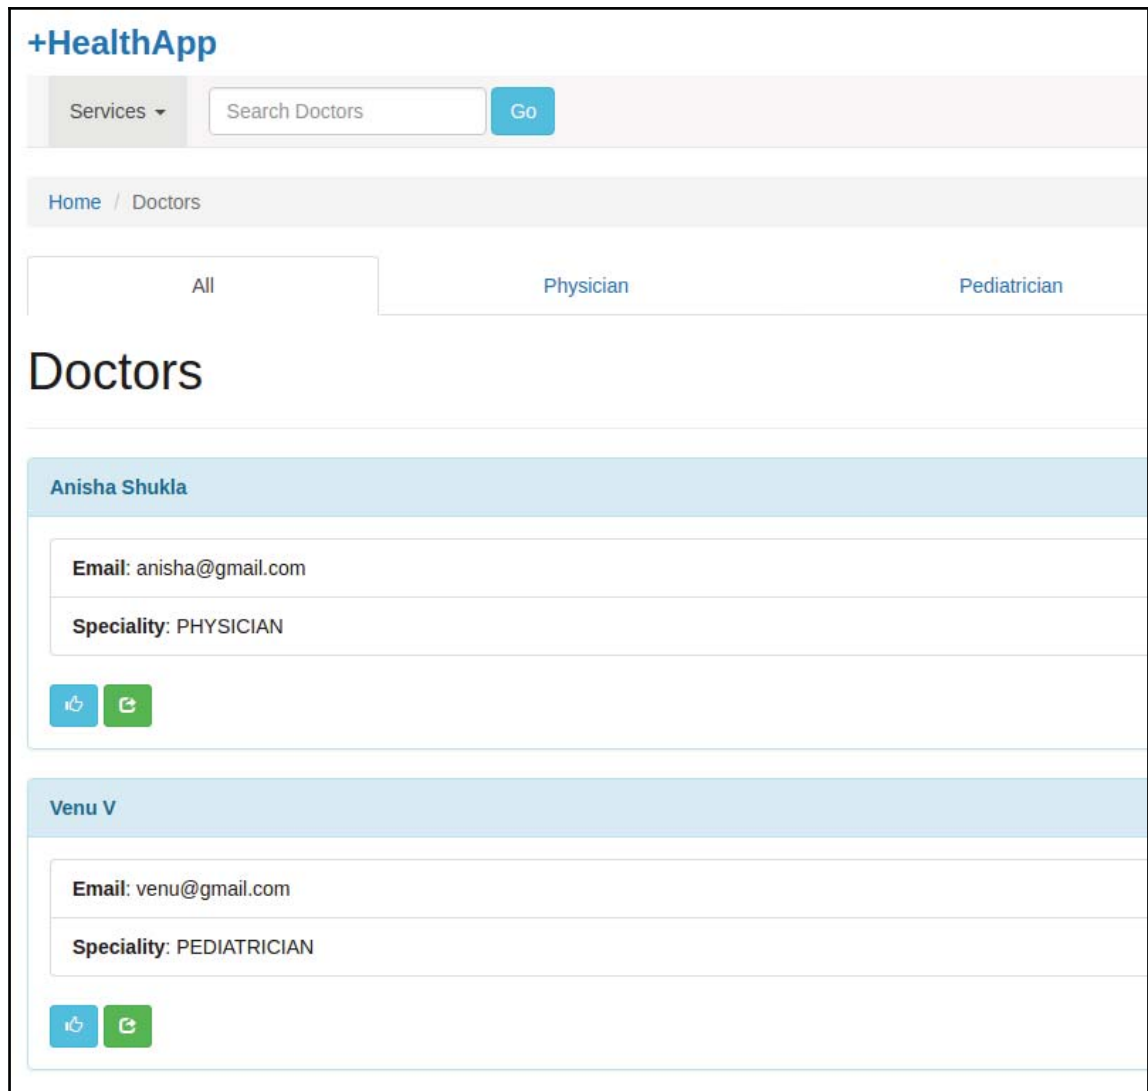 +HealthApp
Services Search Doctors Go
Home / Doctors
All Physician Pediatrician
Doctors
Anisha Shukla
Email: anisha@gmail.com
Speciality: PHYSICIAN
Venu V
Email: venu@gmail.com
Speciality: PEDIATRICIAN